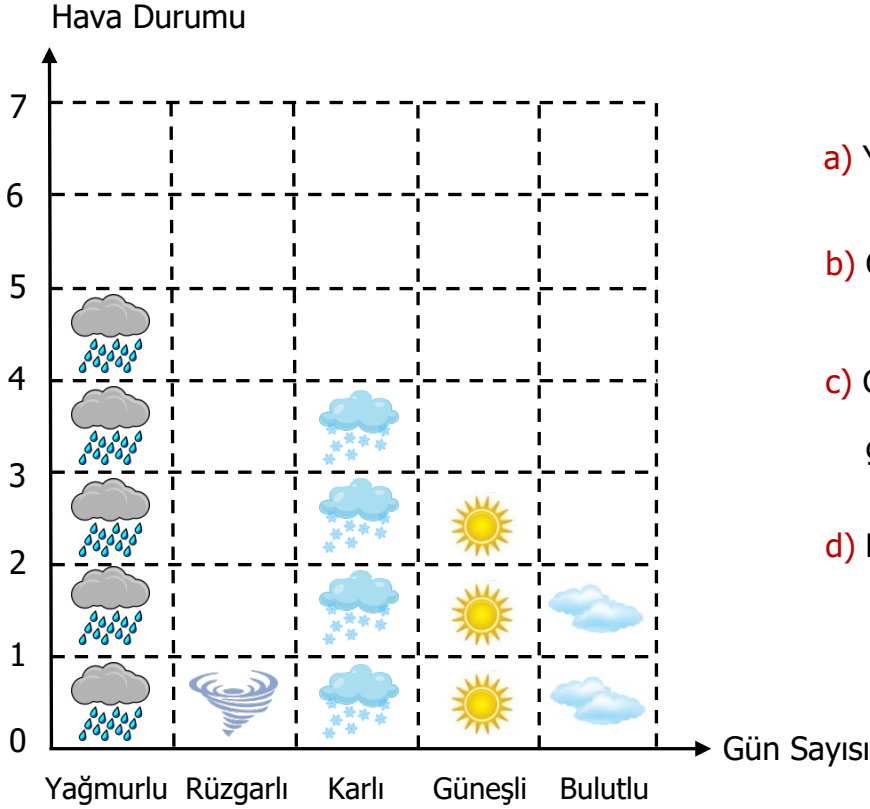 Hava Durumu
7
6
5
4
3
2
1
0
Yağmurlu Rüzgarlı Karlı Güneşli Bulutlu
Gün Sayısı
a)
b)
c)
d)